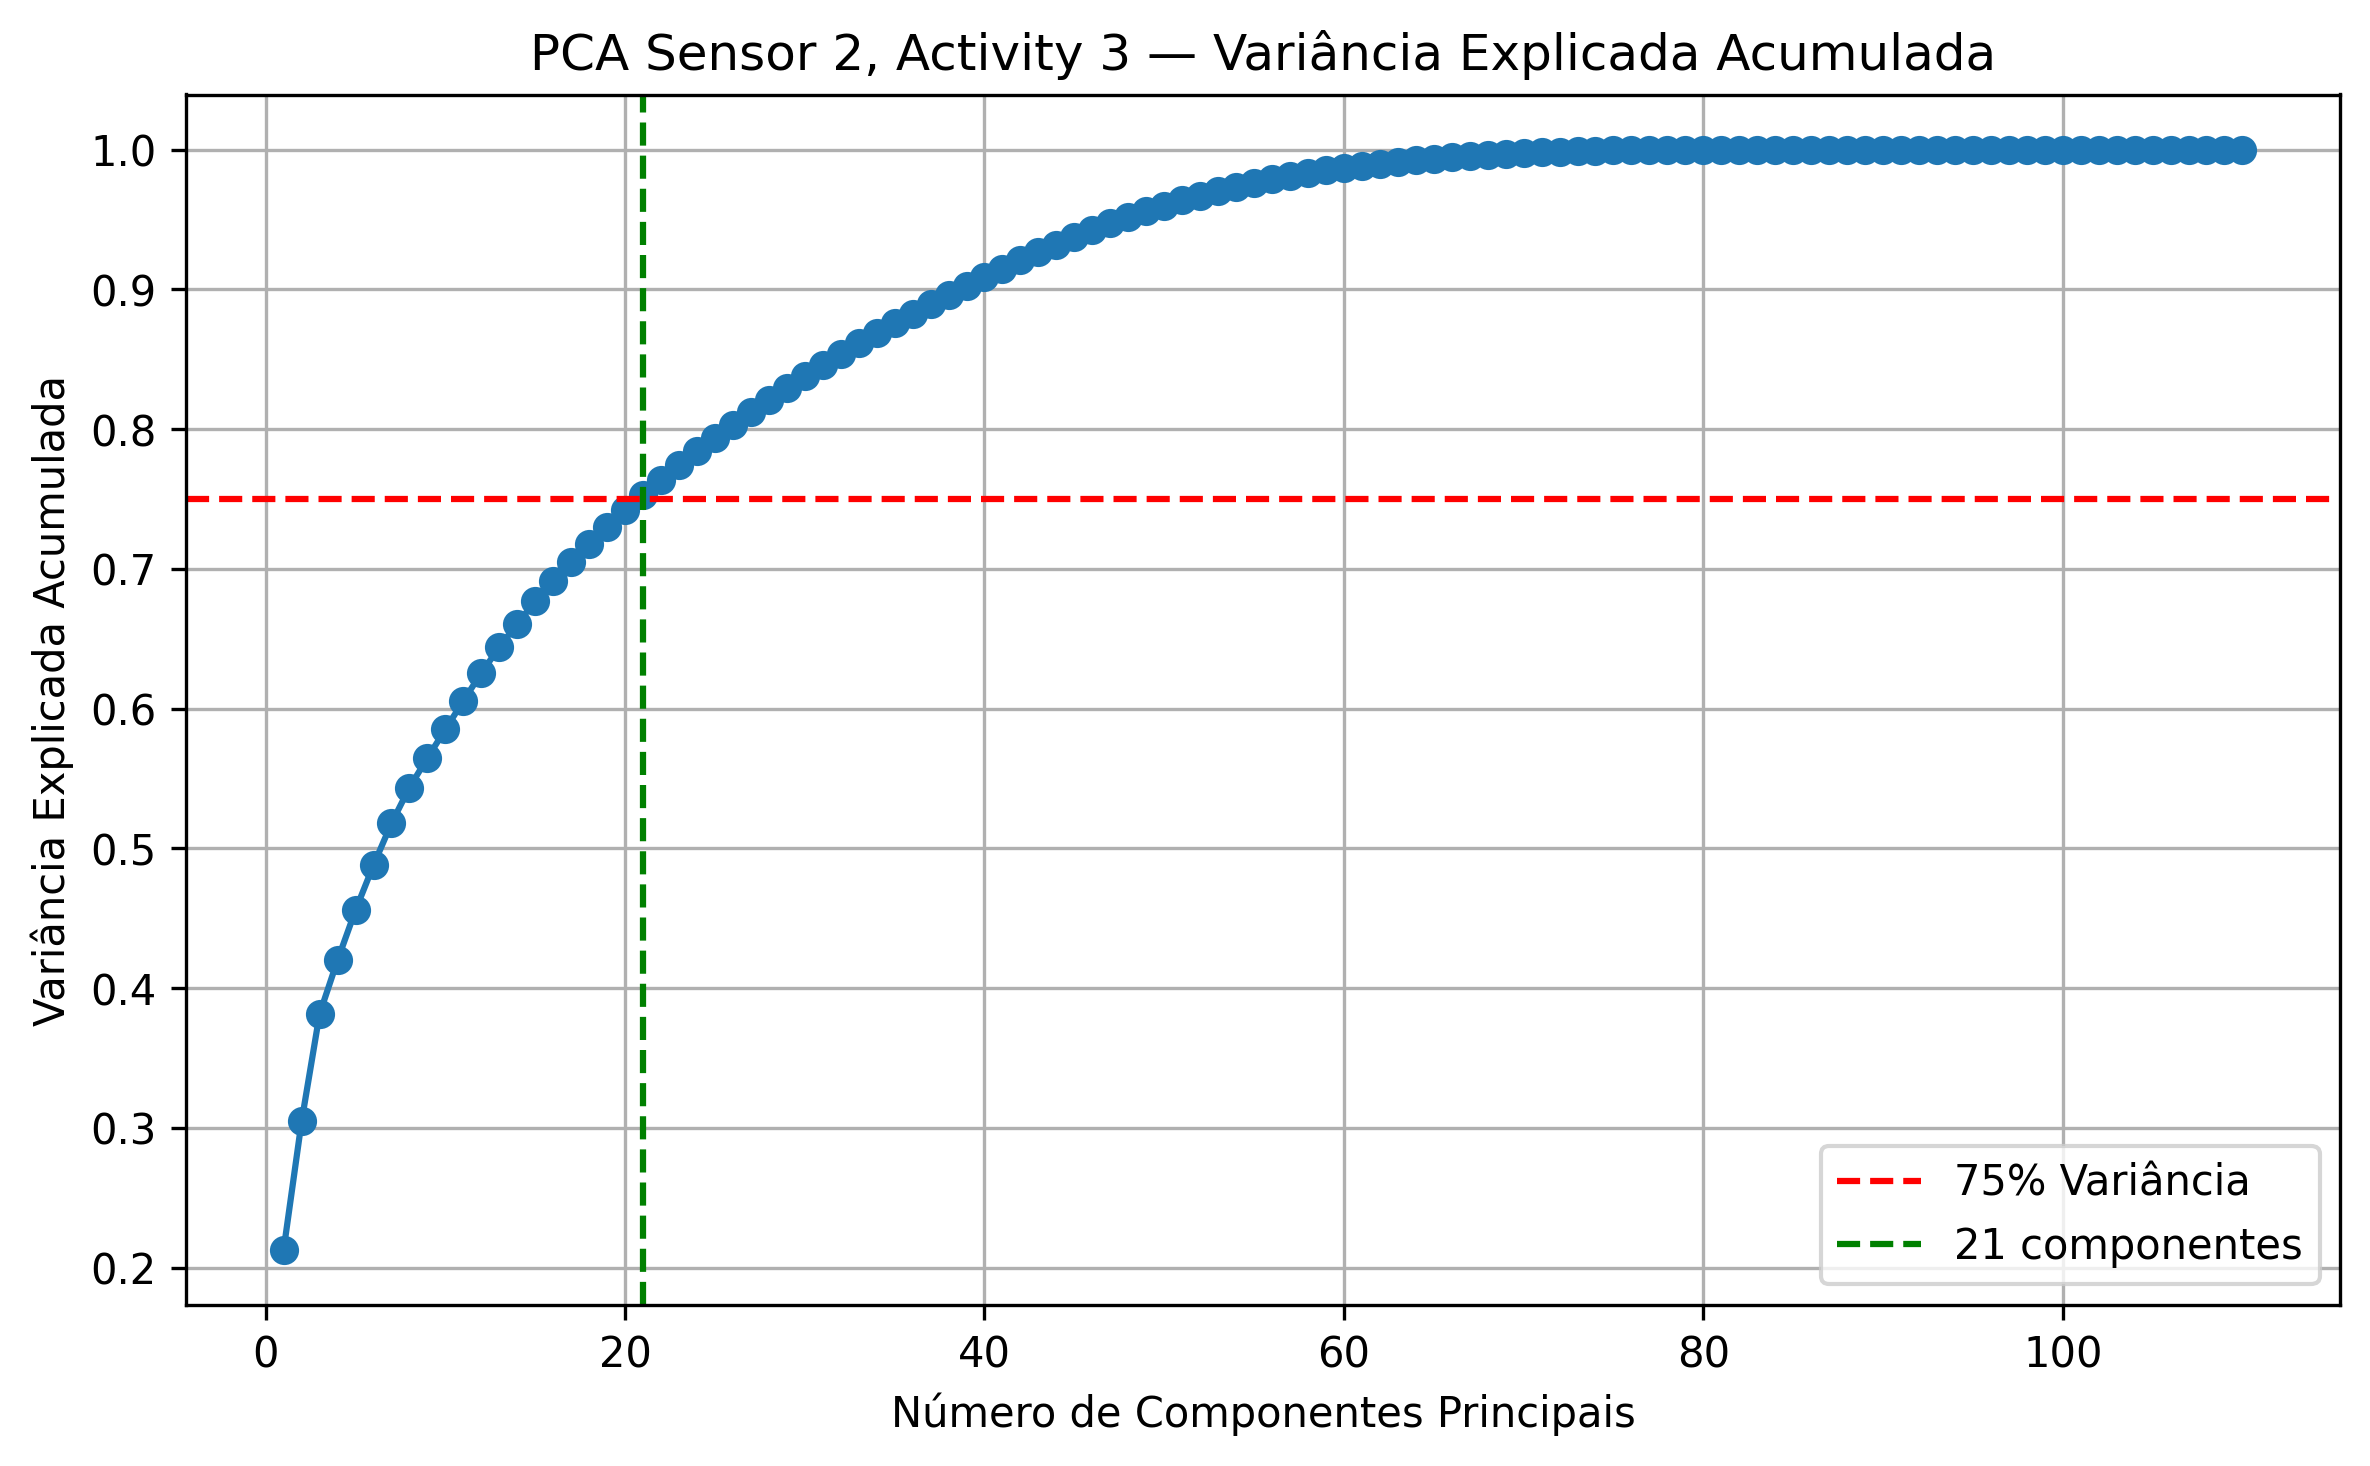 PCA Sensor 2, Activity 3 — Variância Explicada Acumulada
Variância Explicada Acumulada
1.0
0.9
0.8
0.7
0.6
0.5
0.4
0.3
0.2
75% Variância
21 componentes
0 20 40 60 80 100
Número de Componentes Principais